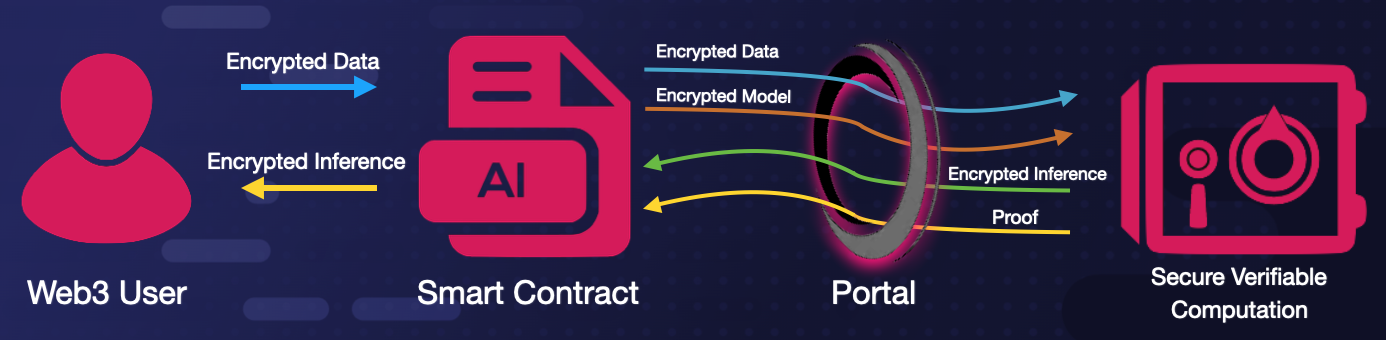 Encrypted Data
Encrypted Inference
Web3 User
AI
Smart Contract
Encrypted Data
Encrypted Model
Encrypted Inference
Proof
Portal
Secure Verifiable
Computation